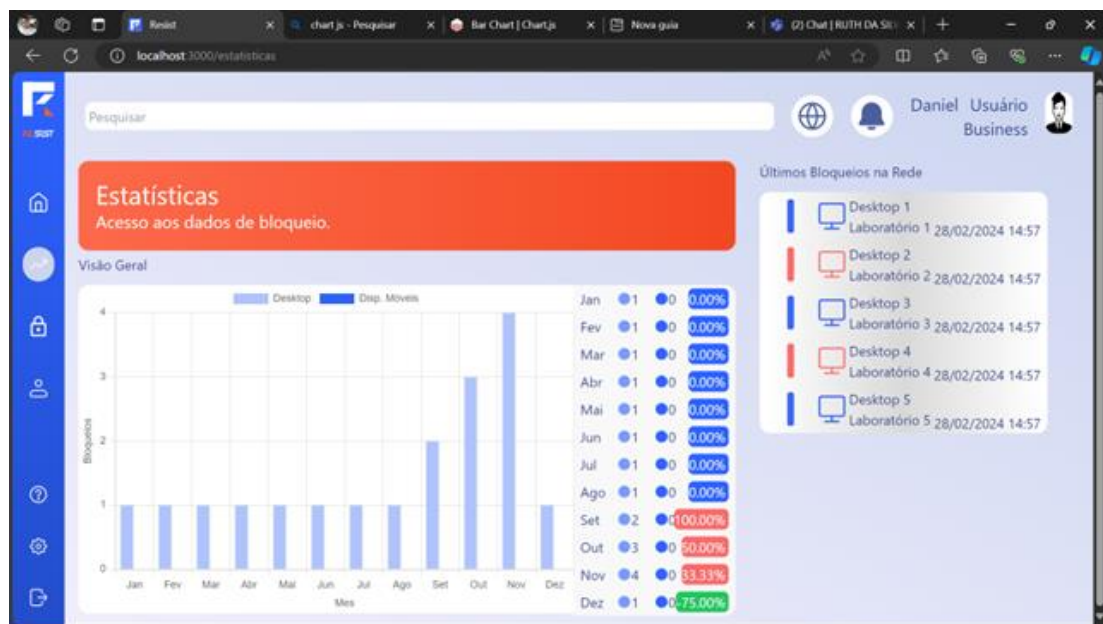 Resist
chart js - Pesquisar
Bar Chart | Chart.js
Nova guia
(2) Chat | RUTH DA SIL
localhost:3000/estatisticas
Pesquisar
Daniel Usuário
Business
Estatísticas
Acesso aos dados de bloqueio.
Visão Geral
Desktop Disp. Móveis
Bloqueios
4
3
2
1
0
Jan Fev Mar Abr Mai Jun Jul Ago Set Out Nov Dez
Mes
Jan 1 0 0.00%
Fev 1 0 0.00%
Mar 1 0 0.00%
Abr 1 0 0.00%
Mai 1 0 0.00%
Jun 1 0 0.00%
Jul 1 0 0.00%
Ago 1 0 0.00%
Set 2 0 100.00%
Out 3 0 50.00%
Nov 4 0 33.33%
Dez 1 0 -75.00%
Últimos Bloqueios na Rede
Desktop 1
Laboratório 1 28/02/2024 14:57
Desktop 2
Laboratório 2 28/02/2024 14:57
Desktop 3
Laboratório 3 28/02/2024 14:57
Desktop 4
Laboratório 4 28/02/2024 14:57
Desktop 5
Laboratório 5 28/02/2024 14:57